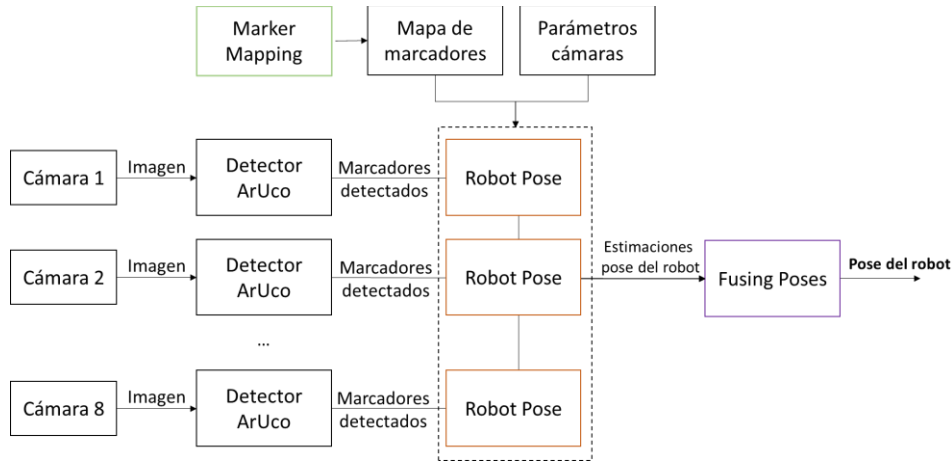 Marker
Mapping
Mapa de
marcadores
Parámetros
cámaras
Cámara 1
Imagen
Detector
ArUco
Marcadores
detectados
Robot Pose
Cámara 2
Imagen
Detector
ArUco
Marcadores
detectados
Robot Pose
Estimaciones
pose del robot
Fusing Poses
Pose del robot
...
Cámara 8
Imagen
Detector
ArUco
Marcadores
detectados
Robot Pose